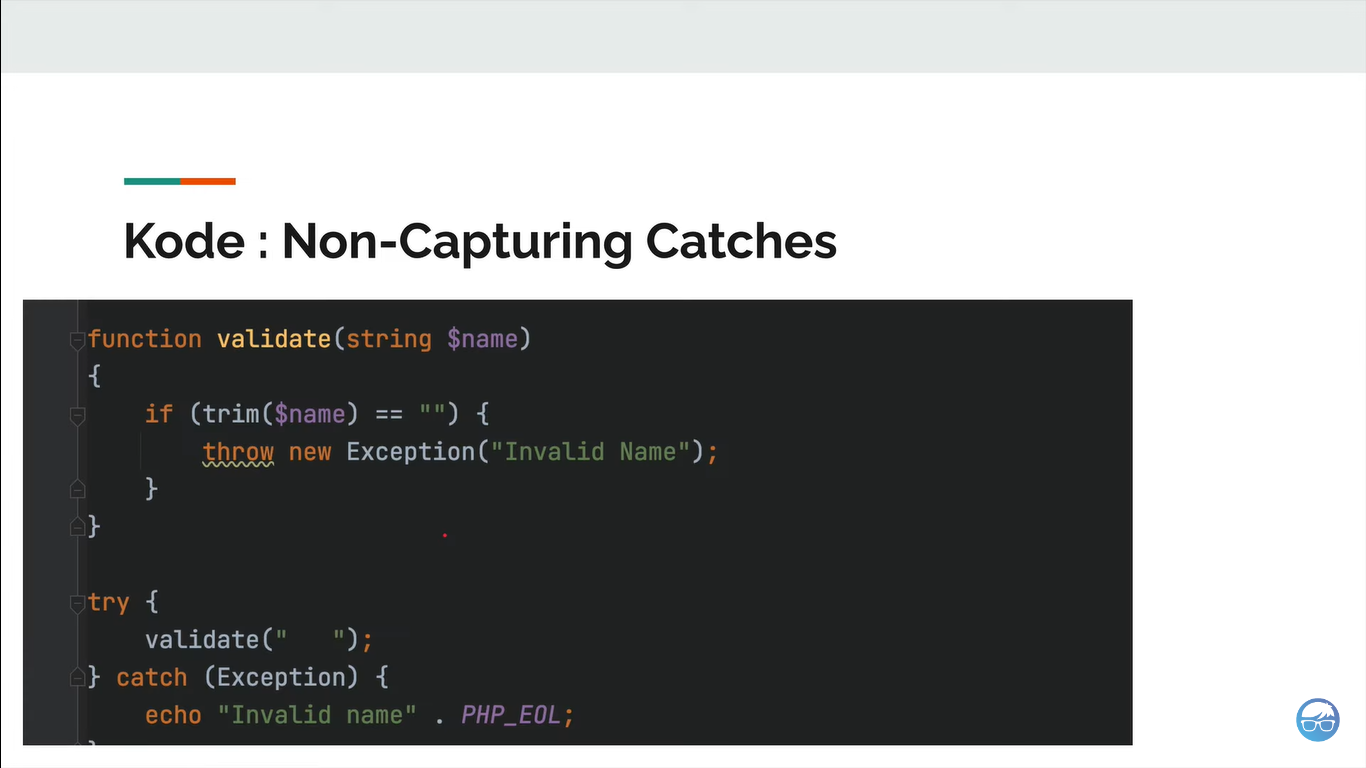 Kode : Non-Capturing Catches
function validate(string $name)
{
    if (trim($name) == "") {
        throw new Exception("Invalid Name");
    }
}

try {
    validate("   ");
} catch (Exception) {
    echo "Invalid name" . PHP_EOL;
}